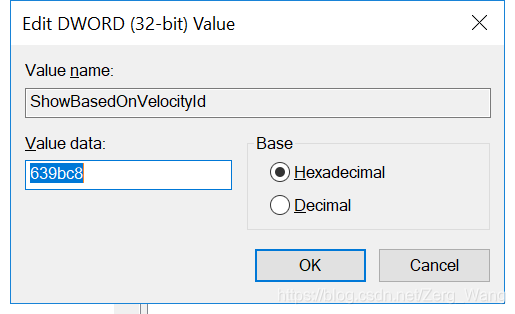 Edit DWORD (32-bit) Value
Value name:
ShowBasedOnVelocityId
Value data:
639bc8
Base
Hexadecimal
Decimal
OK
Cancel
https://blog.csdn.net/Zerg_Wang